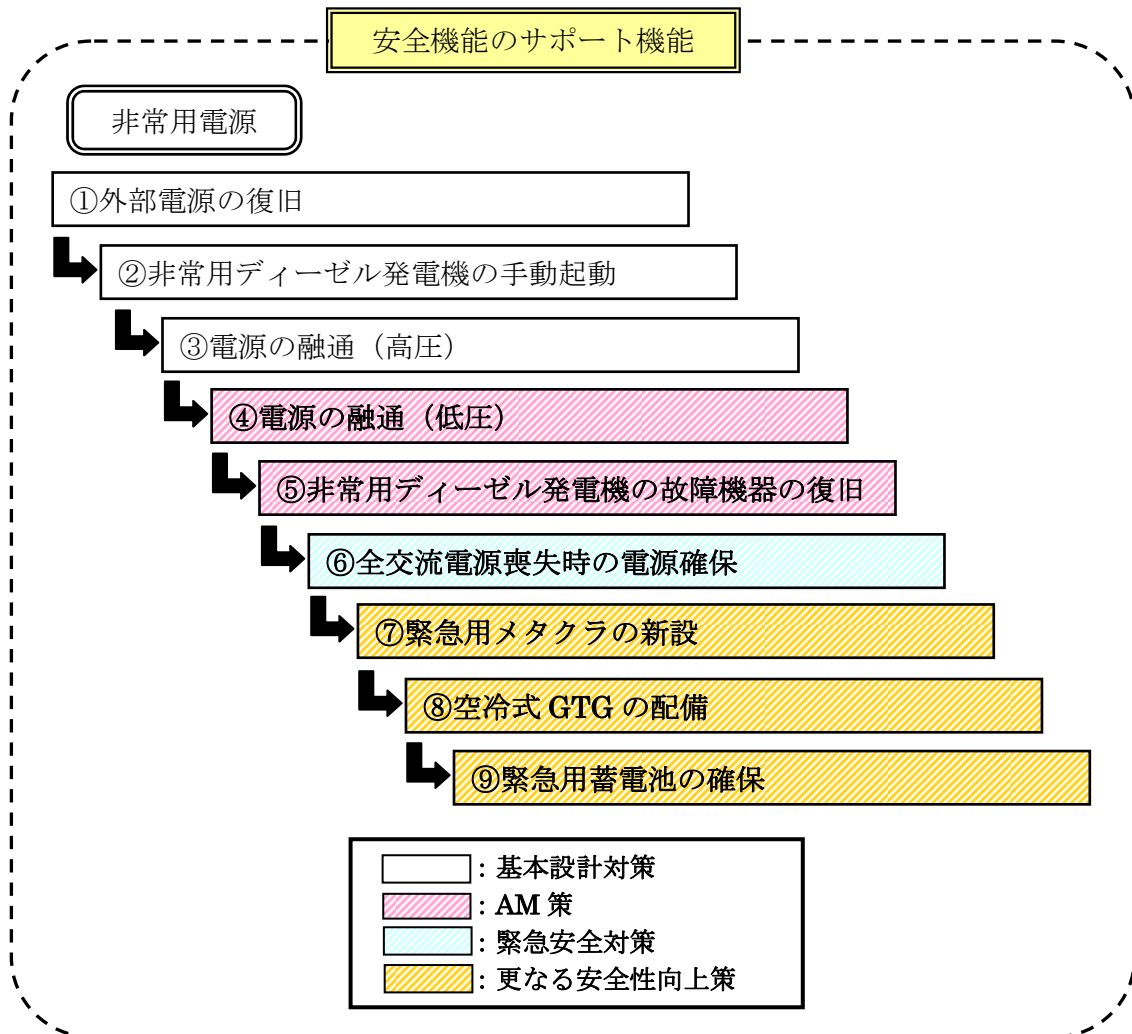 安全機能のサポート機能
非常用電源
①外部電源の復旧
②非常用ディーゼル発電機の手動起動
③電源の融通（高圧）
④電源の融通（低圧）
⑤非常用ディーゼル発電機の故障機器の復旧
⑥全交流電源喪失時の電源確保
⑦緊急用メタクラの新設
⑧空冷式 GTG の配備
⑨緊急用蓄電池の確保
：基本設計対策
：AM 策
：緊急安全対策
：更なる安全性向上策